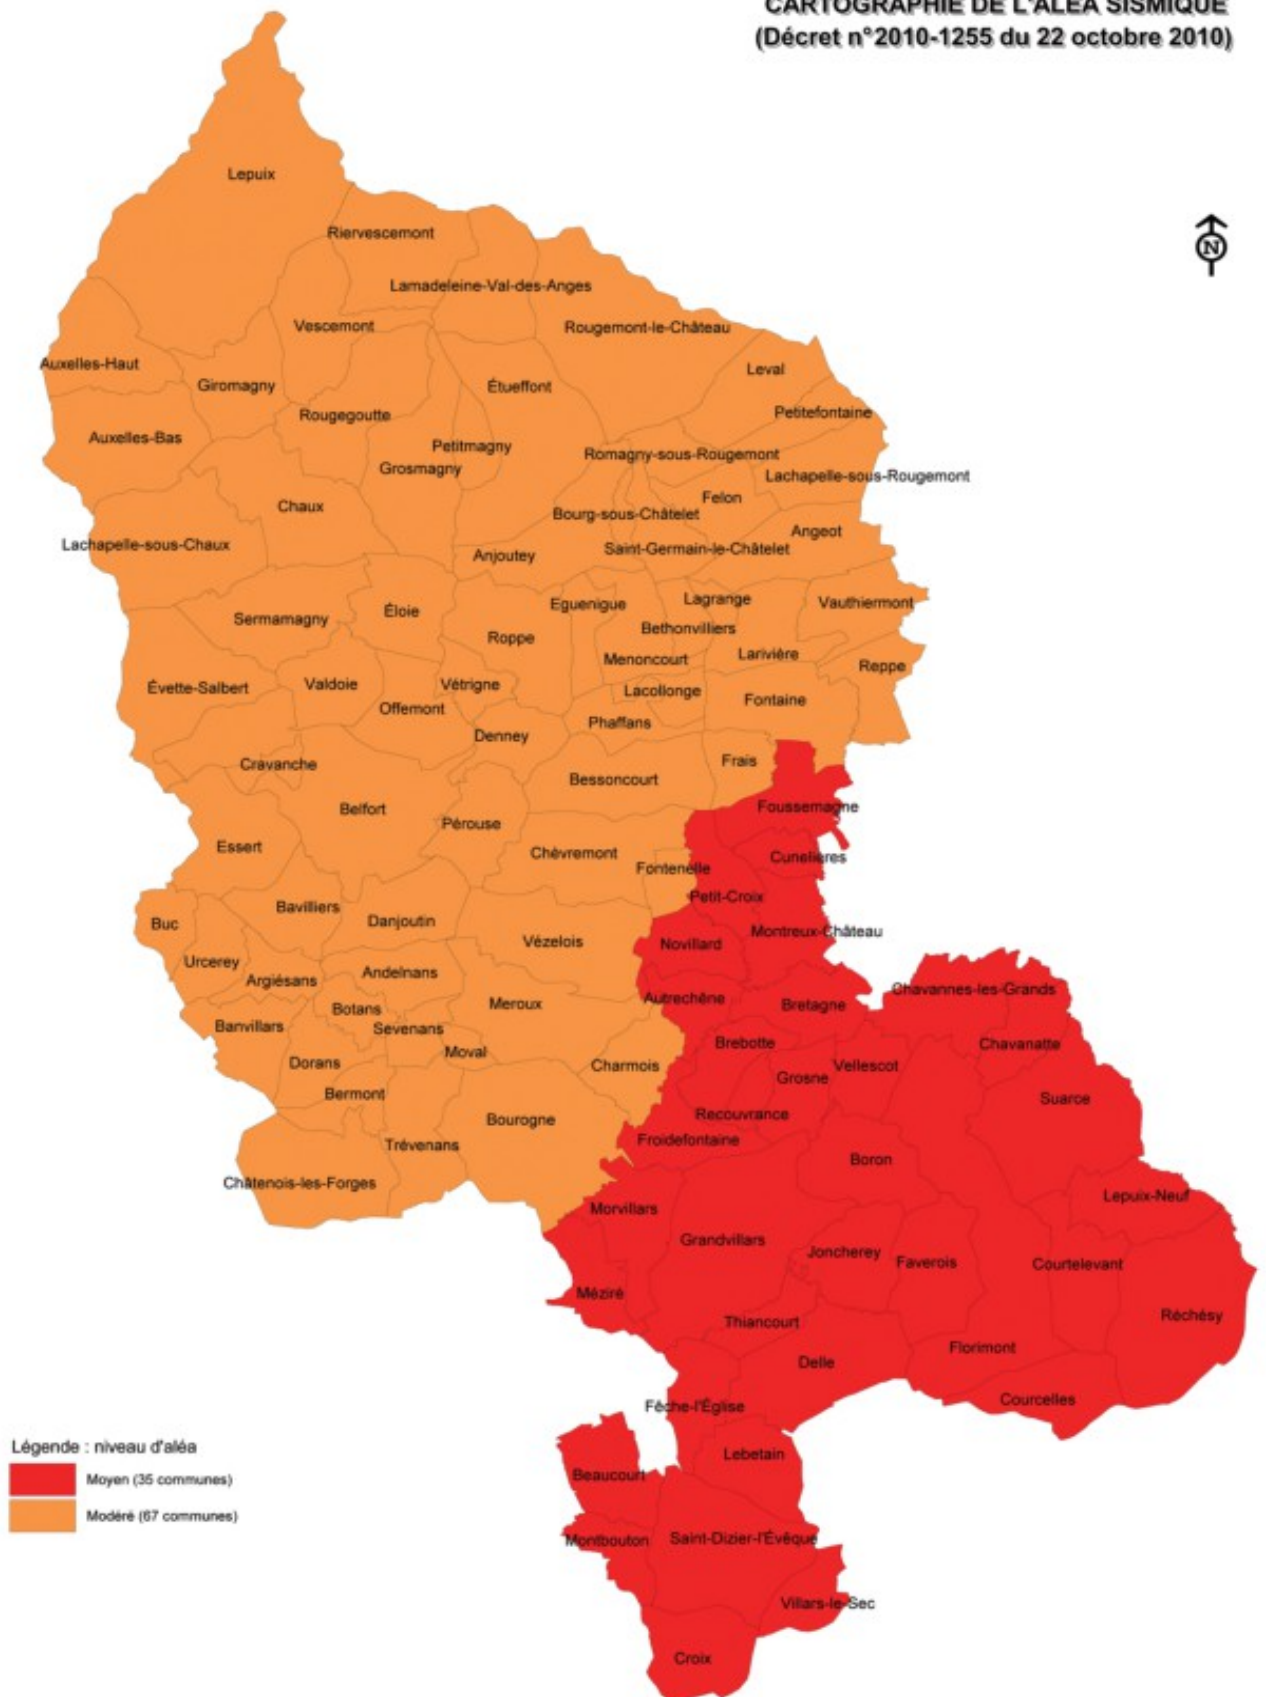 CARTOGRAPHIE DE L'ALEA SISMIQUE
(Décret n°2010-1255 du 22 octobre 2010)
Lepuix
Riervescemont
N
Lamadeleine-Val-des-Anges
Vescemont
Rougemont-le-Château
Auxelles-Haut
Leval
Giromagny
Étueffont
Rougegoutte
Petitefontaine
Auxelles-Bas
Petitmagny
Romagny-sous-Rougemont
Grosmagny
Lachapelle-sous-Rougemont
Felon
Chaux
Bourg-sous-Châtelet
Angeot
Lachapelle-sous-Chaux
Saint-Germain-le-Châtelet
Anjoutey
Lagrange
Vauthiermont
Eguenigue
Éloie
Sermamagny
Bethonvilliers
Roppe
Larivière
Menoncourt
Reppe
Valdoie
Vétrigne
Évette-Salbert
Lacollonge
Fontaine
Offemont
Phaffans
Denney
Frais
Cravanche
Bessoncourt
Foussemagne
Belfort
Pérouse
Essert
Chèvremont
Cunelières
Fontenelle
Petit-Croix
Bavilliers
Danjoutin
Buc
Montreux-Château
Vézelois
Novillard
Urcerey
Andelnans
Argiésans
Chavannes-les-Grands
Autrechêne
Meroux
Bretagne
Botans
Banvillars
Sevenans
Brebotte
Chavanatte
Moval
Dorans
Charmois
Vellescot
Grosne
Bermont
Suarce
Recouvrance
Bourogne
Froidefontaine
Trévenans
Boron
Châtenois-les-Forges
Lepuix-Neuf
Morvillars
Grandvillars
Joncherey
Faverois
Courtelevant
Méziré
Réchésy
Thiancourt
Florimont
Delle
Courcelles
Fêche-l'Église
Légende : niveau d'aléa
Lebetain
Beaucourt
Moyen (35 communes)
Modéré (67 communes)
Montbouton
Saint-Dizier-l'Évêque
Villars-le-Sec
Croix